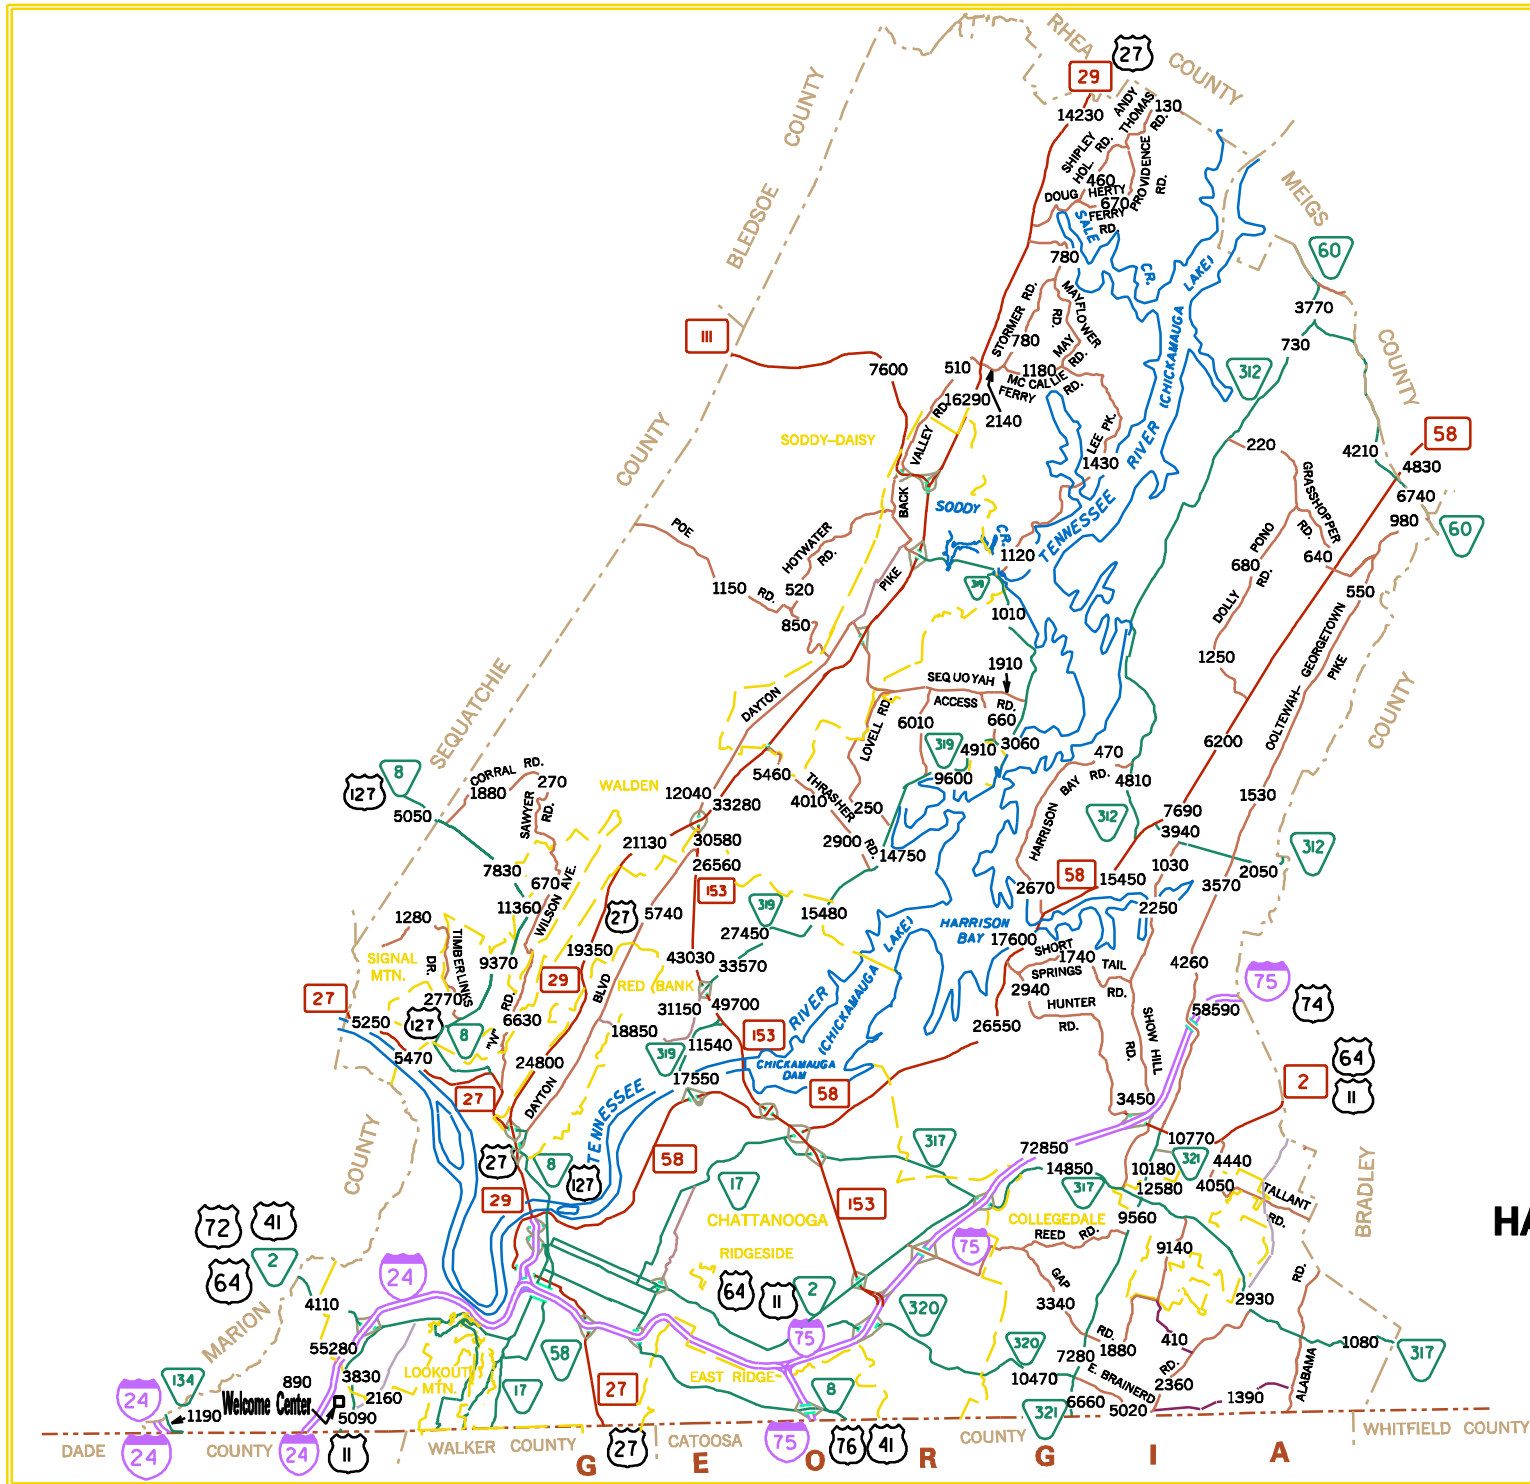 RHEA
COUNTY
27
29
ANDY
THOMAS
RD.
130
14230
SHIPLEY
HOL. RD.
PROVIDENCE
RD.
460
DOUG HERTY
670
FERRY
RD.
SALE
CR.
BLEDSOE
COUNTY
MEIGS
COUNTY
60
780
3770
730
STORMER RD.
MAYFLOWER
RD.
780
MAY
RD.
III
7600
510
1180
MC CALLIE
FERRY
RD.
16290
2140
TENNESSEE
RIVER
ICHICKAMAUGA
LAKEI
312
58
SODDY-DAISY
VALLEY
RD.
LEE PK.
1430
220
4210
4830
6740
980
60
GRASSHOPPER
RD.
COUNTY
BACK
SODDY
CR.
POE
HOTWATER
RD.
1120
PONO
680
640
1150
RD.
520
PIKE
319
850
1010
DOLLY
RD.
550
1250
OOLTEWAH-
GEORGETOWN
PIKE
1910
SEQUOYAH
ACCESS
RD.
SEQUATCHIE
DAYTON
LOVELL RD.
6010
660
COUNTY
319
4910
3060
6200
470
127
8
CORRAL RD.
1880
270
SAWYER
RD.
WALDEN
5460
THRASHER
9600
BAY RD.
4810
12040
33280
4010
250
1530
5050
7690
312
3940
HARRISON
21130
30580
2900
RD.
14750
312
7830
26560
1030
2050
670
WILSON
AVE.
153
58
15450
3570
2670
1280
11360
27
5740
319
15480
2250
TIMBERLINKS
DR.
27450
HARRISON
BAY
17600
SIGNAL
MTN.
9370
19350
43030
33570
SHORT
1740
TAIL
RD.
4260
SPRINGS
29
BLVD
RED BANK
2940
HUNTER
RD.
75
27
2770
31150
49700
RIVER
ICHICKAMAUGA
LAKEI
58590
74
5250
127
8
"W"
RD.
6630
18850
26550
SHOW HILL
RD.
153
5470
24800
319
11540
CHICKAMAUGA
DAM
64
17550
58
2
II
27
DAYTON
TENNESSEE
3450
COUNTY
317
72850
10770
27
8
127
58
14850
10180
321
4440
17
317
12580
4050
TALLANT
RD.
BRADLEY
29
153
72
41
CHATTANOOGA
COLLEGEDALE
9560
HA
2
REED RD.
24
RIDGESIDE
75
9140
64
64
II
2
GAP
RD.
4110
3340
2930
MARION
320
75
410
1080
55280
58
320
1880
317
7280
LOOKOUT
MTN.
EAST RIDGE
E. BRAINERD
RD.
134
890
3830
10470
2360
ALABAMA
RD.
Welcome Center
2160
17
27
8
1390
24
1190
5090
321
6660
5020
DADE
24
COUNTY
24
II
WALKER COUNTY
27
CATOOSA
75
76
41
COUNTY
WHITFIELD COUNTY
G E O R G I A